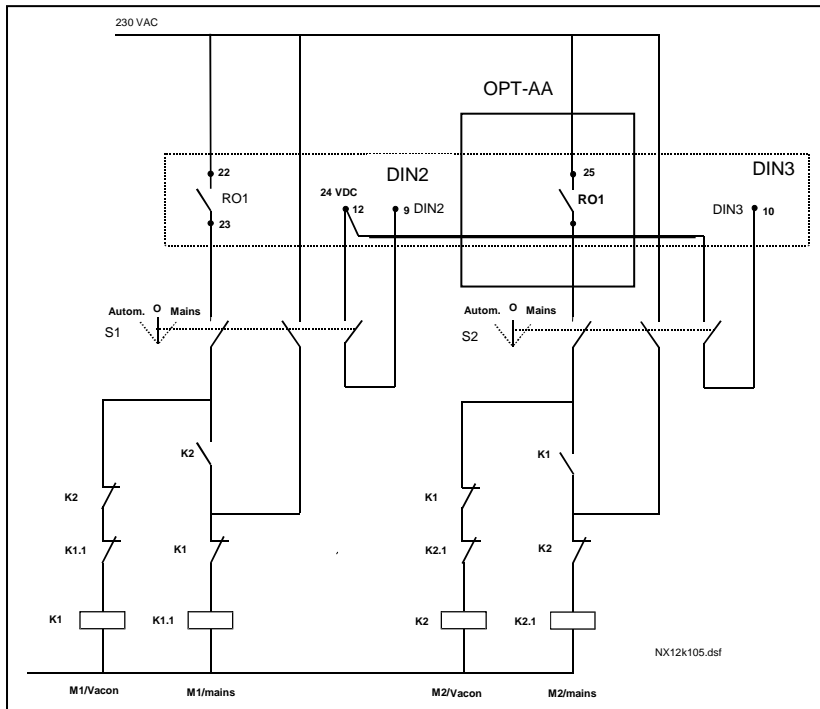 230 VAC
OPT-AA
22
RO1
23
24 VDC
12
DIN2
9 DIN2
25
RO1
DIN3
DIN3 10
Autom. O Mains
S1
Autom. O Mains
S2
K2
K1
K2
K1
K1.1
K1
K2.1
K2
K1
K1.1
K2
K2.1
NX12k105.dsf
M1/Vacon
M1/mains
M2/Vacon
M2/mains